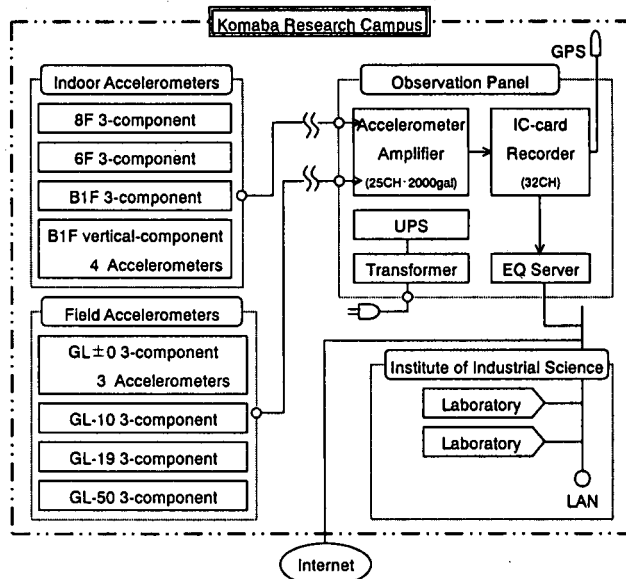 Komaba Research Campus
GPS
Indoor Accelerometers
8F 3-component
6F 3-component
B1F 3-component
B1F vertical-component
4 Accelerometers
Field Accelerometers
GL±0 3-component
3 Accelerometers
GL-10 3-component
GL-19 3-component
GL-50 3-component
Observation Panel
Accelerometer
Amplifier
(25CH·2000gal)
IC-card
Recorder
(32CH)
UPS
Transformer
EQ Server
Institute of Industrial Science
Laboratory
Laboratory
LAN
Internet